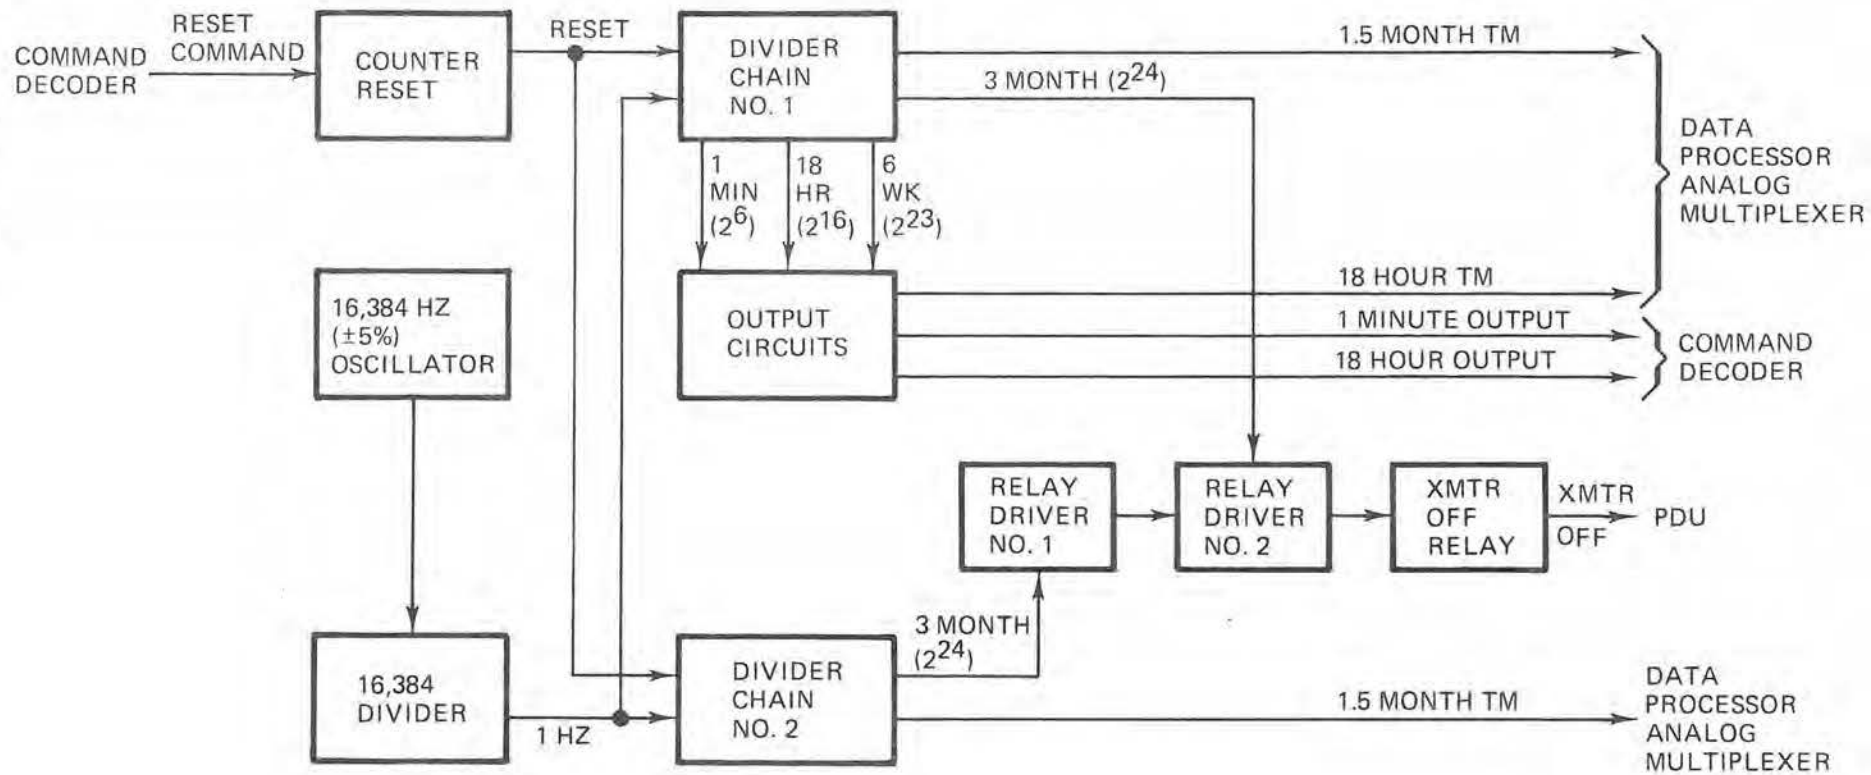 COMMAND
DECODER
RESET
COMMAND
COUNTER
RESET
RESET
DIVIDER
CHAIN
NO. 1
1.5 MONTH TM
3 MONTH (2^24)
DATA
PROCESSOR
ANALOG
MULTIPLEXER
1
MIN
(2^6)
18
HR
(2^16)
6
WK
(2^23)
16,384 HZ
(±5%)
OSCILLATOR
OUTPUT
CIRCUITS
18 HOUR TM
1 MINUTE OUTPUT
18 HOUR OUTPUT
COMMAND
DECODER
RELAY
DRIVER
NO. 1
RELAY
DRIVER
NO. 2
XMTR
OFF
RELAY
XMTR
OFF
PDU
16,384
DIVIDER
1 HZ
DIVIDER
CHAIN
NO. 2
3 MONTH
(2^24)
1.5 MONTH TM
DATA
PROCESSOR
ANALOG
MULTIPLEXER